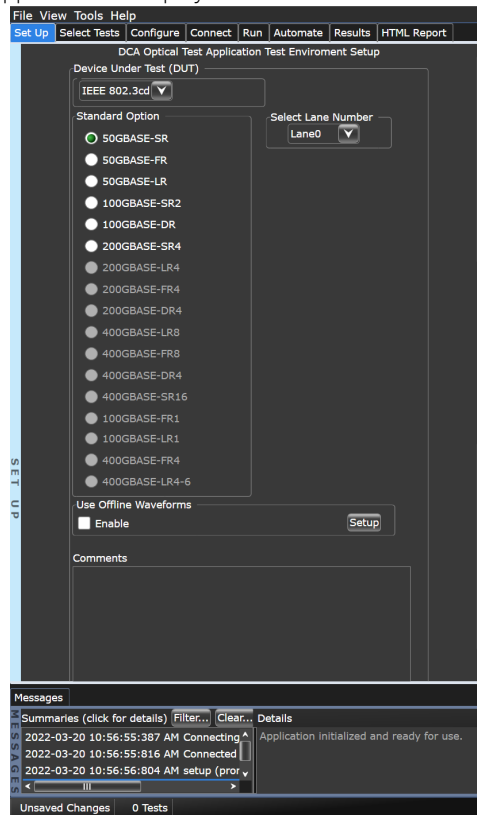 File View Tools Help
Set Up Select Tests Configure Connect Run Automate Results HTML Report
DCA Optical Test Application Test Enviroment Setup
Device Under Test (DUT)
IEEE 802.3cd
Standard Option
Select Lane Number
Lane0
50GBASE-SR
50GBASE-FR
50GBASE-LR
100GBASE-SR2
100GBASE-DR
200GBASE-SR4
200GBASE-LR4
200GBASE-FR4
200GBASE-DR4
400GBASE-LR8
400GBASE-FR8
400GBASE-DR4
400GBASE-SR16
100GBASE-FR1
100GBASE-LR1
400GBASE-FR4
400GBASE-LR4-6
SET UP
Use Offline Waveforms
Enable
Setup
Comments
Messages
MESSAGES
Summaries (click for details) Filter... Clear... Details
2022-03-20 10:56:55:387 AM Connecting
Application initialized and ready for use.
2022-03-20 10:56:55:816 AM Connected
2022-03-20 10:56:56:804 AM setup (pror
Unsaved Changes 0 Tests